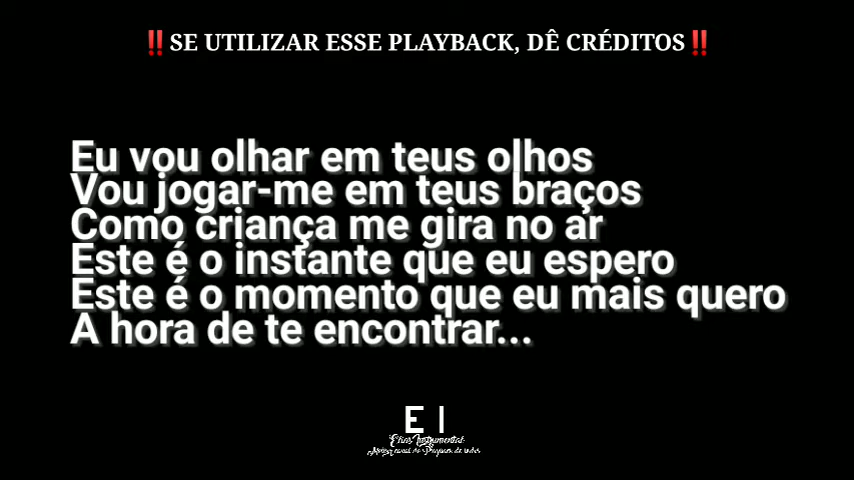 ‼️SE UTILIZAR ESSE PLAYBACK, DÊ CRÉDITOS‼️
Eu vou olhar em teus olhos
Vou jogar-me em teus braços
Como criança me gira no ar
Este é o instante que eu espero
Este é o momento que eu mais quero
A hora de te encontrar...
E I
Elias Instrumental